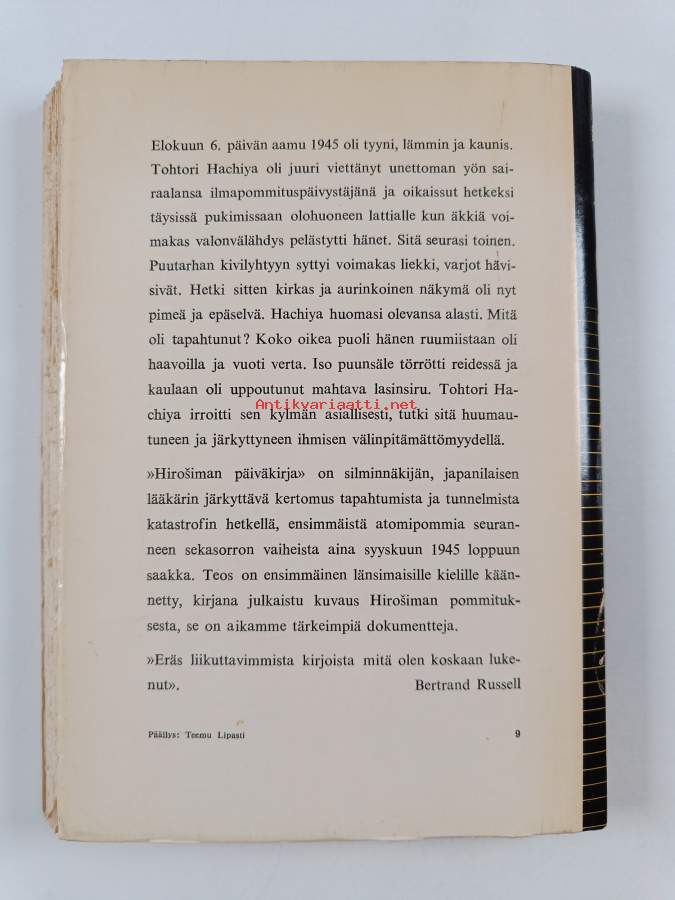 Elokuun 6. päivän aamu 1945 oli tyyni, lämmin ja kaunis.
Tohtori Hachiya oli juuri viettänyt unettoman yön sai-
raalansa ilmapommituspäivystäjänä ja oikaissut hetkeksi
täysissä pukimissaan olohuoneen lattialle kun äkkiä voi-
makas valonvälähdys pelästytti hänet. Sitä seurasi toinen.
Puutarhan kivilyhtyyn syttyi voimakas liekki, varjot hävi-
sivät. Hetki sitten kirkas ja aurinkoinen näkymä oli nyt
pimeä ja epäselvä. Hachiya huomasi olevansa alasti. Mitä
oli tapahtunut? Koko oikea puoli hänen ruumiistaan oli
haavoilla ja vuoti verta. Iso puunsäle törrötti reidessä ja
kaulaan oli uppoutunut mahtava lasinsiru. Tohtori Ha-
Antikvariaatti.net
chiya irroitti sen kylmän asiallisesti, tutki sitä huumau-
tuneen ja järkyttyneen ihmisen välinpitämättömyydellä.
»Hirošiman päiväkirja» on silminnäkijän, japanilaisen
lääkärin järkyttävä kertomus tapahtumista ja tunnelmista
katastrofin hetkellä, ensimmäistä atomipommia seuran-
neen sekasorron vaiheista aina syyskuun 1945 loppuun
saakka. Teos on ensimmäinen länsimaisille kielille kään-
netty, kirjana julkaistu kuvaus Hirošiman pommituk-
sesta, se on aikamme tärkeimpiä dokumentteja.
»Eräs liikuttavimmista kirjoista mitä olen koskaan luke-
nut». Bertrand Russell
Päällys: Teemu Lipasti 9